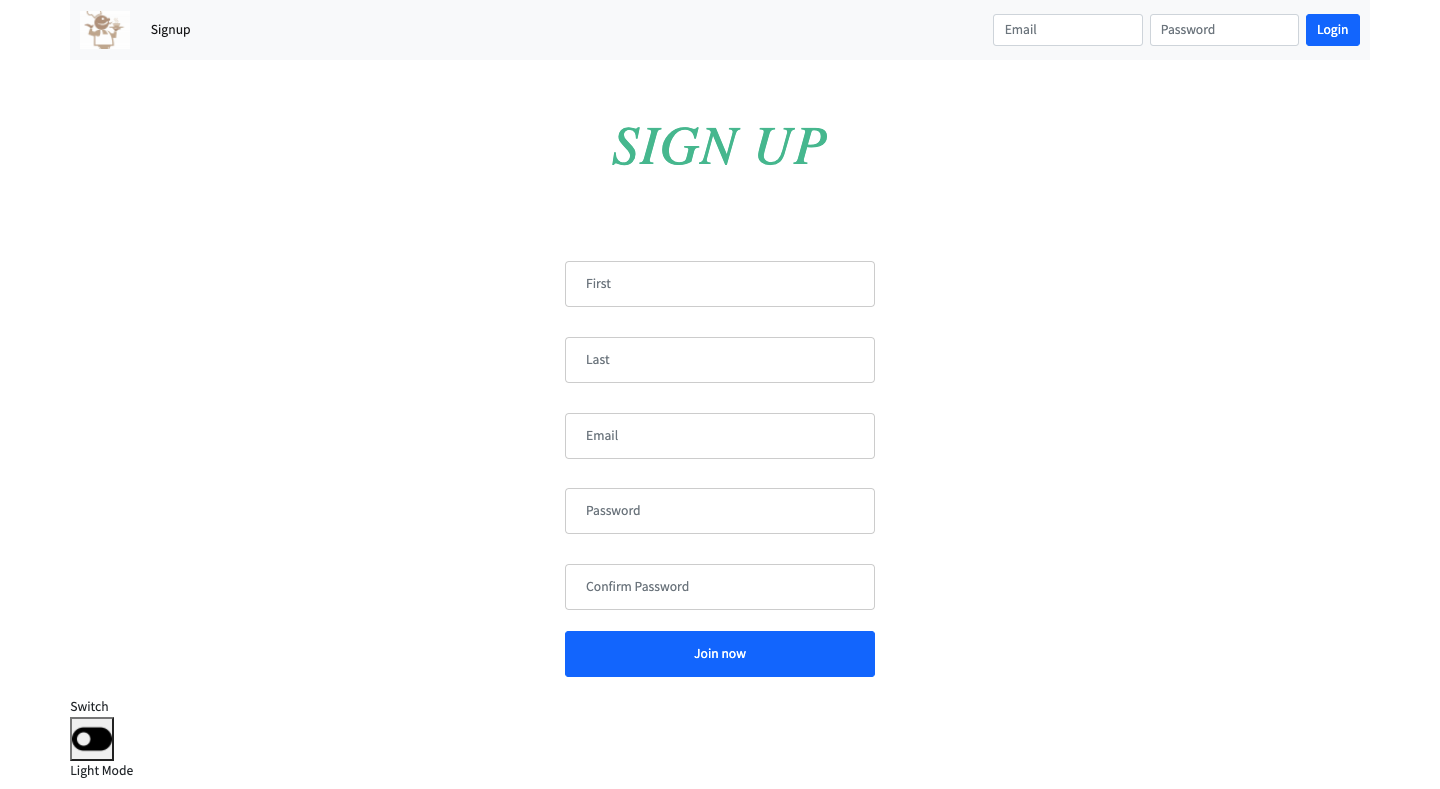 Signup
Email
Password
Login
SIGN UP
First
Last
Email
Password
Confirm Password
Join now
Switch
Light Mode